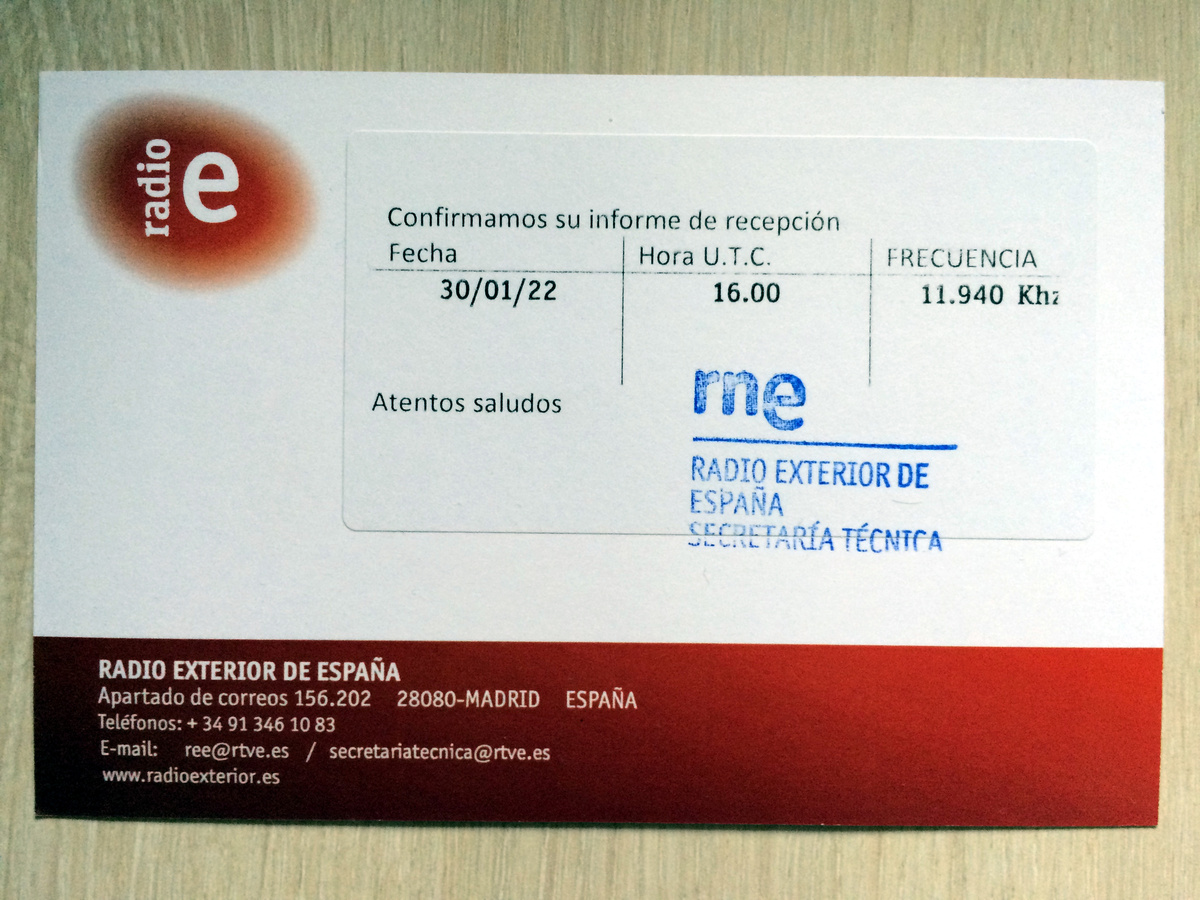 radio e
Confirmamos su informe de recepción
Fecha Hora U.T.C. FRECUENCIA
30/01/22 16.00 11.940 Khz
Atentos saludos
rne
RADIO EXTERIOR DE
ESPAÑA
SECRETARÍA TÉCNICA
RADIO EXTERIOR DE ESPAÑA
Apartado de correos 156.202 28080-MADRID ESPAÑA
Teléfonos: + 34 91 346 10 83
E-mail: ree@rtve.es / secretariatecnica@rtve.es
www.radioexterior.es